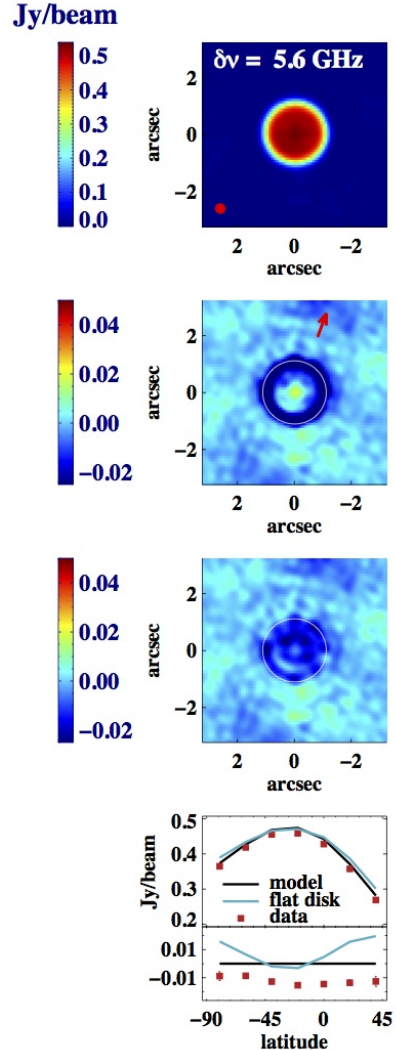 Jy/beam
δν = 5.6 GHz
0.5
0.4
0.3
0.2
0.1
0.0
arcsec
2
0
−2
2 0 −2
arcsec
0.04
0.02
0.00
−0.02
arcsec
2
0
−2
2 0 −2
arcsec
0.04
0.02
0.00
−0.02
arcsec
2
0
−2
2 0 −2
arcsec
Jy/beam
0.5
0.4
0.3
0.2
model
flat disk
data
0.01
−0.01
−90 −45 0 45
latitude